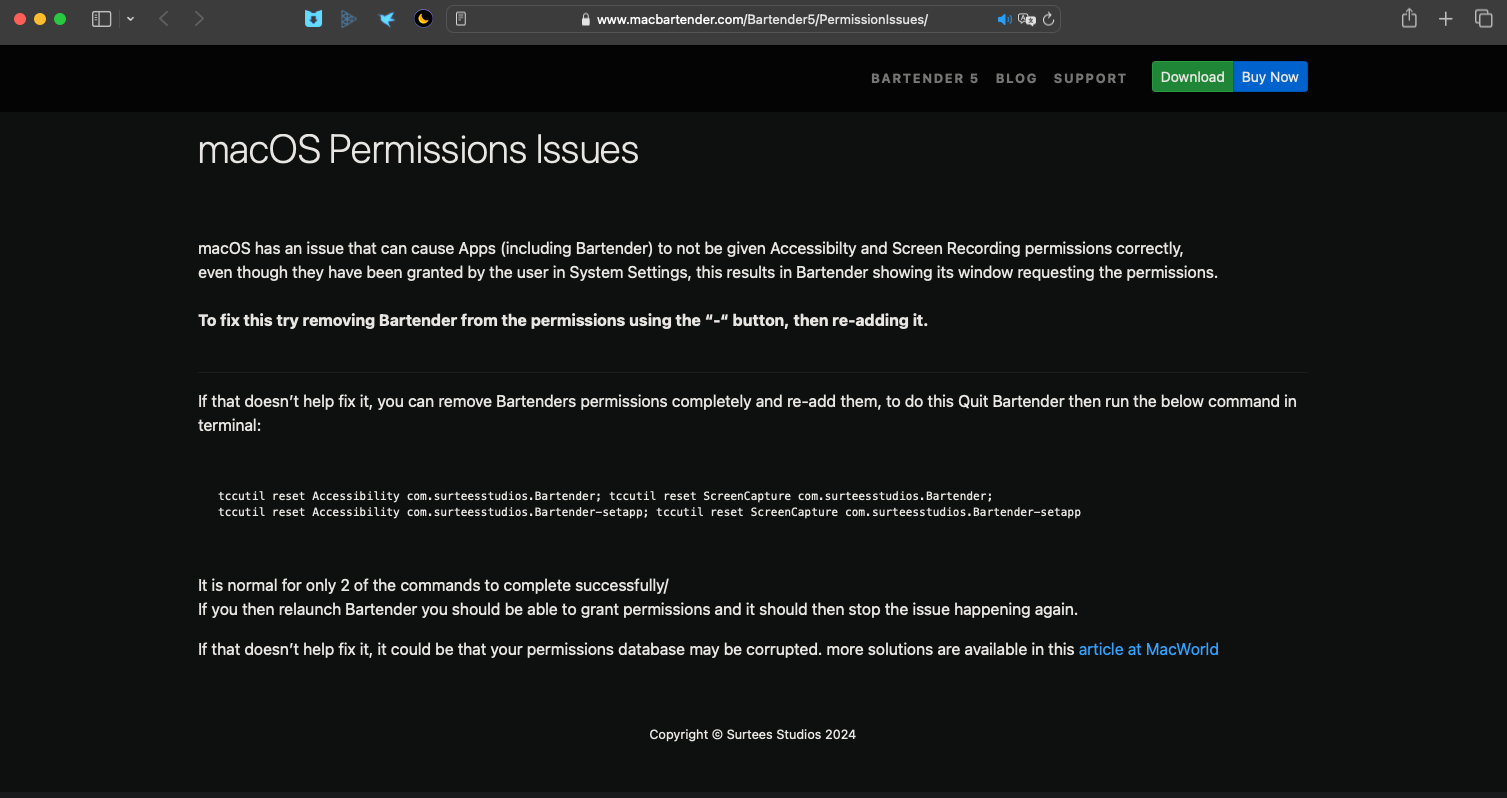 www.macbartender.com/Bartender5/PermissionIssues/
BARTENDER 5 BLOG SUPPORT Download Buy Now
macOS Permissions Issues
macOS has an issue that can cause Apps (including Bartender) to not be given Accessibilty and Screen Recording permissions correctly,
even though they have been granted by the user in System Settings, this results in Bartender showing its window requesting the permissions.
To fix this try removing Bartender from the permissions using the “-“ button, then re-adding it.
If that doesn’t help fix it, you can remove Bartenders permissions completely and re-add them, to do this Quit Bartender then run the below command in
terminal:
tccutil reset Accessibility com.surteesstudios.Bartender; tccutil reset ScreenCapture com.surteesstudios.Bartender;
tccutil reset Accessibility com.surteesstudios.Bartender-setapp; tccutil reset ScreenCapture com.surteesstudios.Bartender-setapp
It is normal for only 2 of the commands to complete successfully/
If you then relaunch Bartender you should be able to grant permissions and it should then stop the issue happening again.
If that doesn’t help fix it, it could be that your permissions database may be corrupted. more solutions are available in this article at MacWorld
Copyright © Surtees Studios 2024